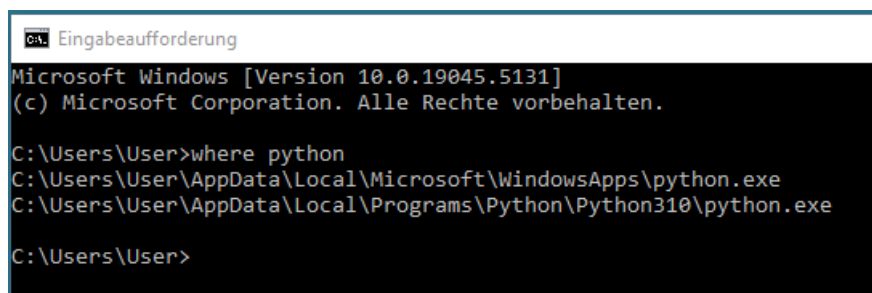 Eingabeaufforderung
Microsoft Windows [Version 10.0.19045.5131]
(c) Microsoft Corporation. Alle Rechte vorbehalten.
C:\Users\User>where python
C:\Users\User\AppData\Local\Microsoft\WindowsApps\python.exe
C:\Users\User\AppData\Local\Programs\Python\Python310\python.exe
C:\Users\User>